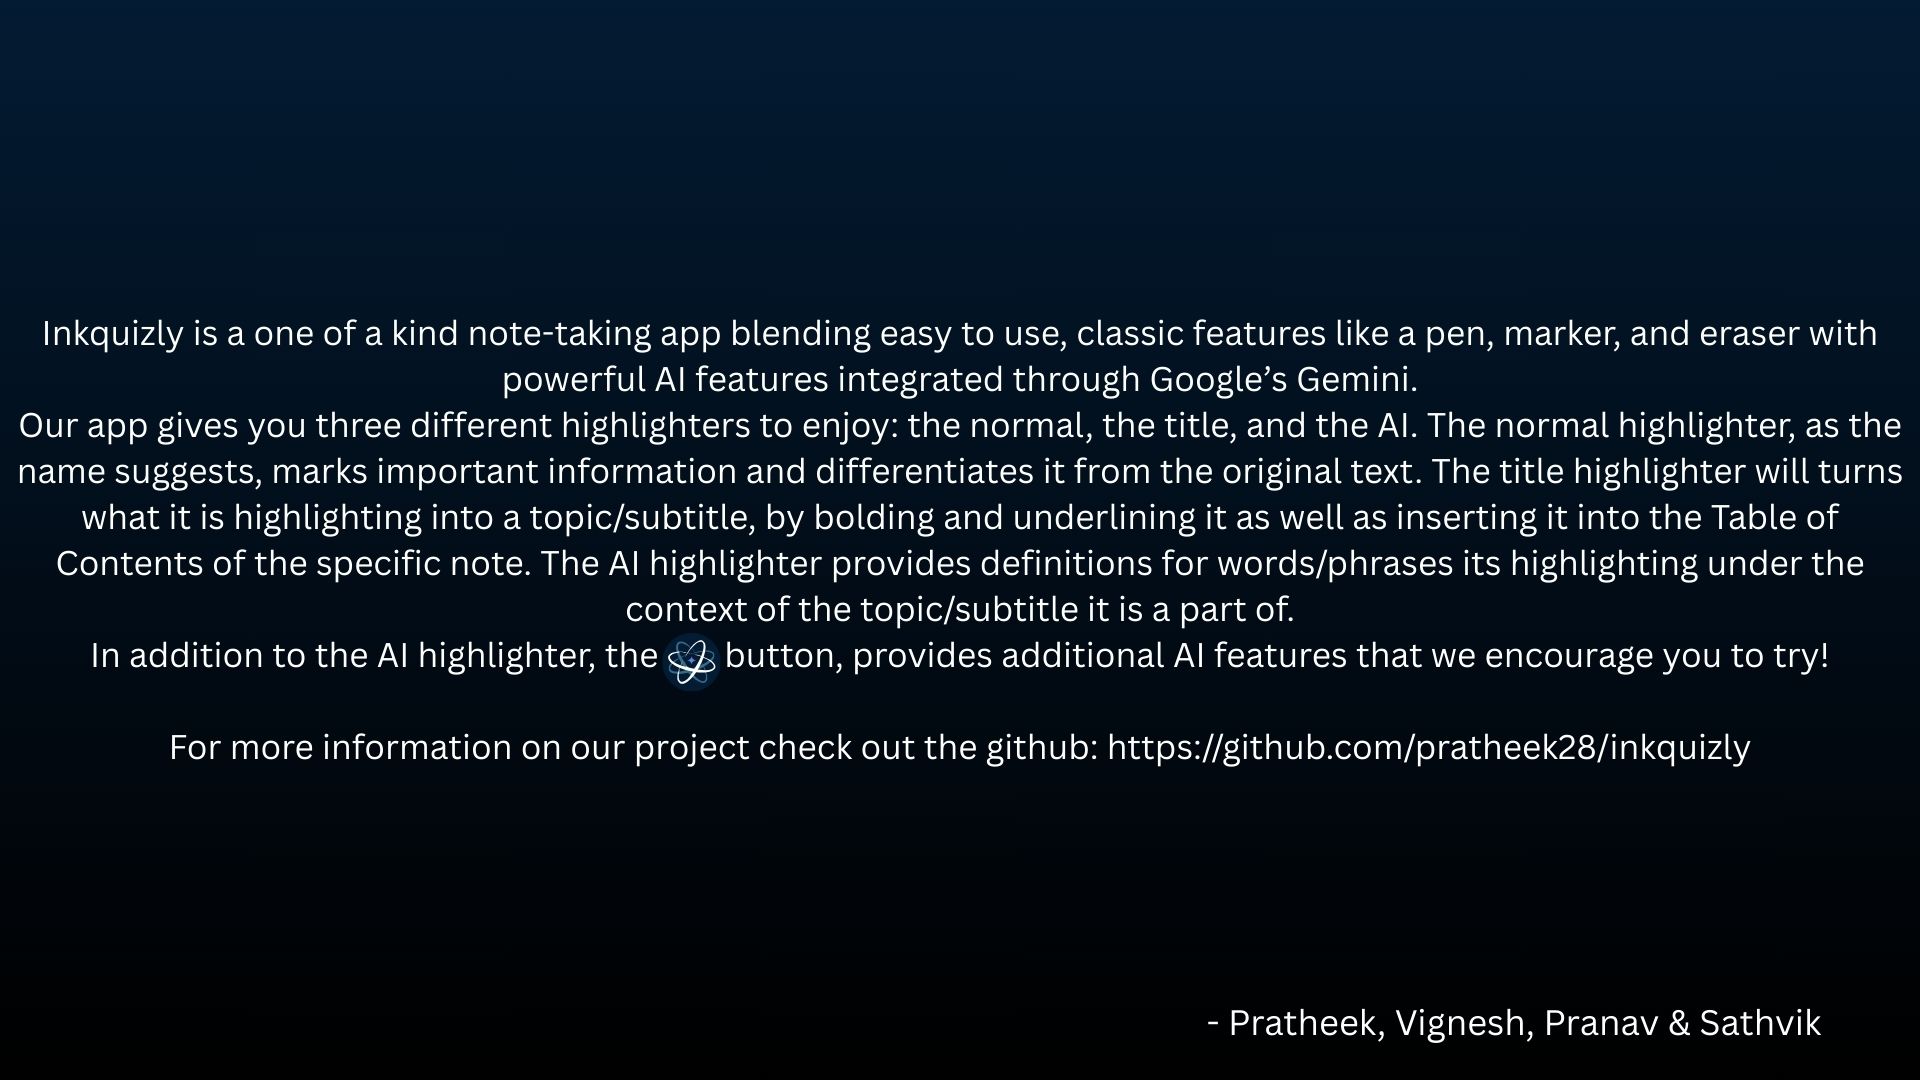 Inkquizly is a one of a kind note-taking app blending easy to use, classic features like a pen, marker, and eraser with
powerful AI features integrated through Google’s Gemini.
Our app gives you three different highlighters to enjoy: the normal, the title, and the AI. The normal highlighter, as the
name suggests, marks important information and differentiates it from the original text. The title highlighter will turns
what it is highlighting into a topic/subtitle, by bolding and underlining it as well as inserting it into the Table of
Contents of the specific note. The AI highlighter provides definitions for words/phrases its highlighting under the
context of the topic/subtitle it is a part of.
In addition to the AI highlighter, the button, provides additional AI features that we encourage you to try!
For more information on our project check out the github: https://github.com/pratheek28/inkquizly
- Pratheek, Vignesh, Pranav & Sathvik